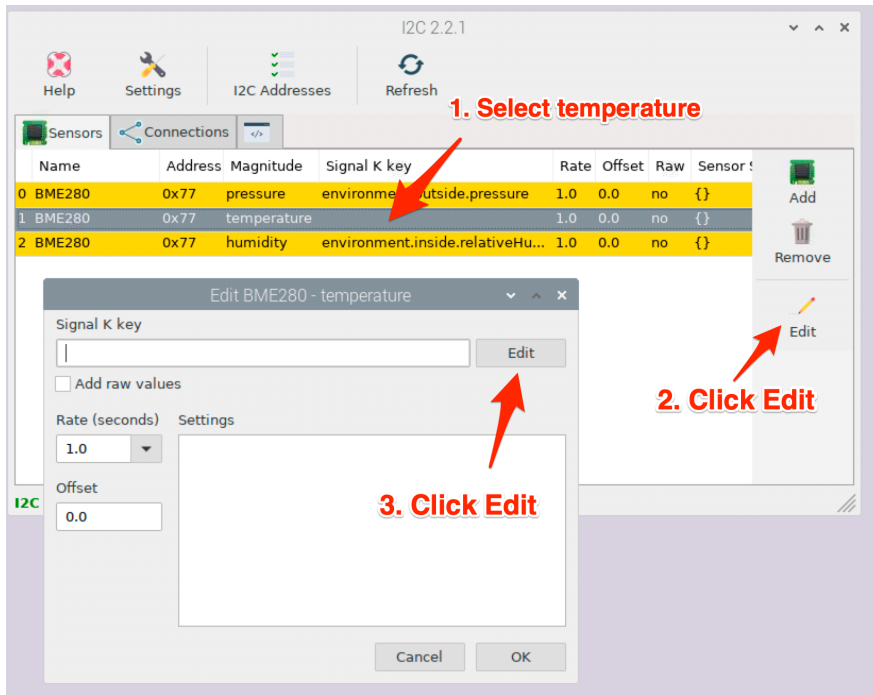 I2C 2.2.1
Help Settings I2C Addresses Refresh
1. Select temperature
Sensors Connections </>
Name Address Magnitude Signal K key Rate Offset Raw Sensor
0 BME280 0x77 pressure environment.outside.pressure 1.0 0.0 no {}
1 BME280 0x77 temperature 1.0 0.0 no {}
2 BME280 0x77 humidity environment.inside.relativeHu... 1.0 0.0 no {}
Add
Remove
Edit
2. Click Edit
Edit BME280 - temperature
Signal K key
Edit
Add raw values
Rate (seconds) Settings
1.0
Offset
0.0
3. Click Edit
I2C
Cancel OK